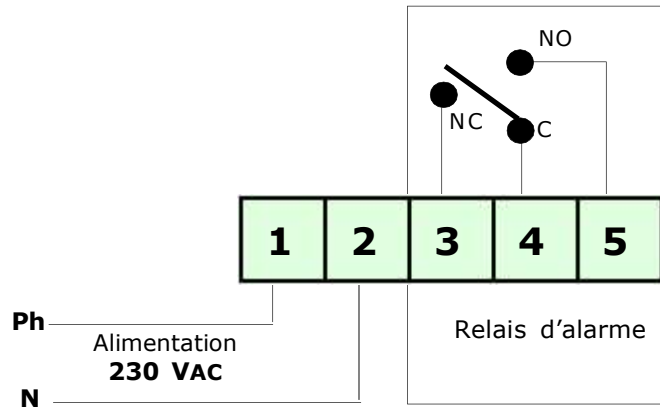 NO
NC
C
1 2 3 4 5
Ph
Alimentation
230 VAC
N
Relais d'alarme